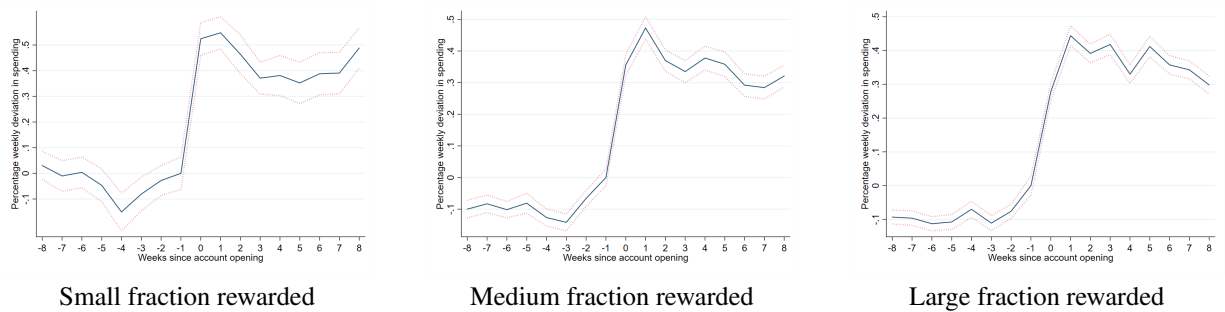 Percentage weekly deviation in spending
.5
.4
.3
.2
.1
0
-.1
-8 -7 -6 -5 -4 -3 -2 -1 0 1 2 3 4 5 6 7 8
Weeks since account opening
Small fraction rewarded
Percentage weekly deviation in spending
.5
.4
.3
.2
.1
0
-.1
-8 -7 -6 -5 -4 -3 -2 -1 0 1 2 3 4 5 6 7 8
Weeks since account opening
Medium fraction rewarded
Percentage weekly deviation in spending
.5
.4
.3
.2
.1
0
-.1
-8 -7 -6 -5 -4 -3 -2 -1 0 1 2 3 4 5 6 7 8
Weeks since account opening
Large fraction rewarded